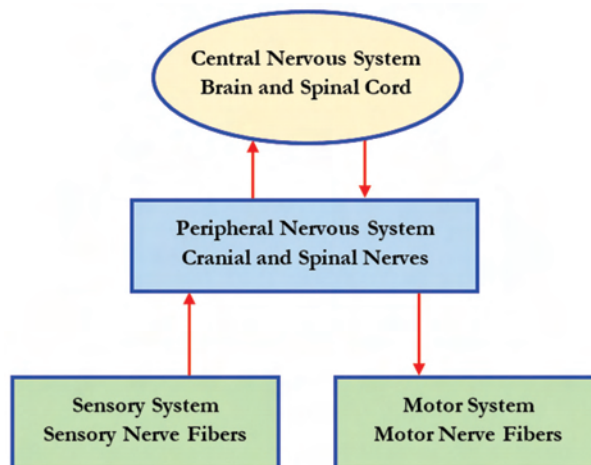 Central Nervous System
Brain and Spinal Cord
Peripheral Nervous System
Cranial and Spinal Nerves
Sensory System
Sensory Nerve Fibers
Motor System
Motor Nerve Fibers